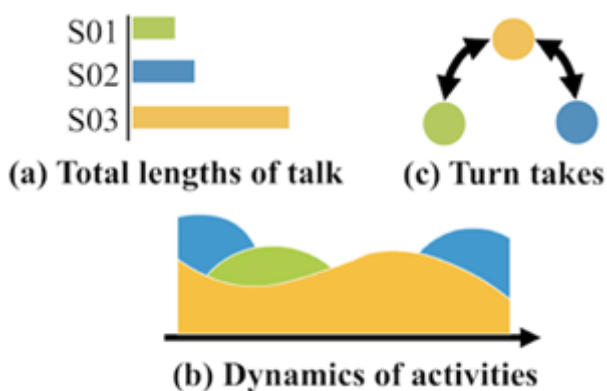 S01
S02
S03
(a) Total lengths of talk
(c) Turn takes
(b) Dynamics of activities